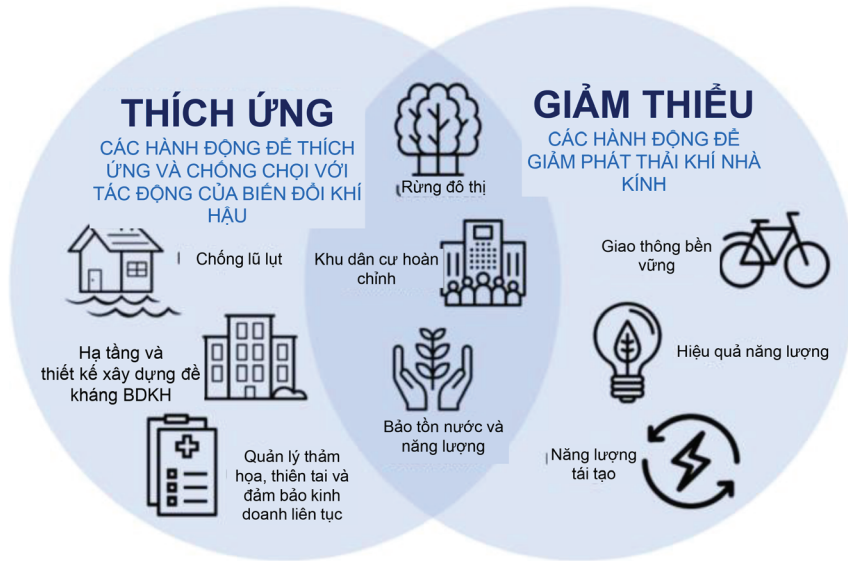 THÍCH ỨNG
CÁC HÀNH ĐỘNG ĐỂ THÍCH
ỨNG VÀ CHỐNG CHỌI VỚI
TÁC ĐỘNG CỦA BIẾN ĐỔI KHÍ
HẬU
Chống lũ lụt
Hạ tầng và
thiết kế xây dựng đề
kháng BDKH
Quản lý thảm
họa, thiên tai và
đảm bảo kinh
doanh liên tục
Rừng đô thị
Khu dân cư hoàn
chỉnh
Bảo tồn nước và
năng lượng
GIẢM THIỂU
CÁC HÀNH ĐỘNG ĐỂ
GIẢM PHÁT THẢI KHÍ NHÀ
KÍNH
Giao thông bền
vững
Hiệu quả năng lượng
Năng lượng
tái tạo